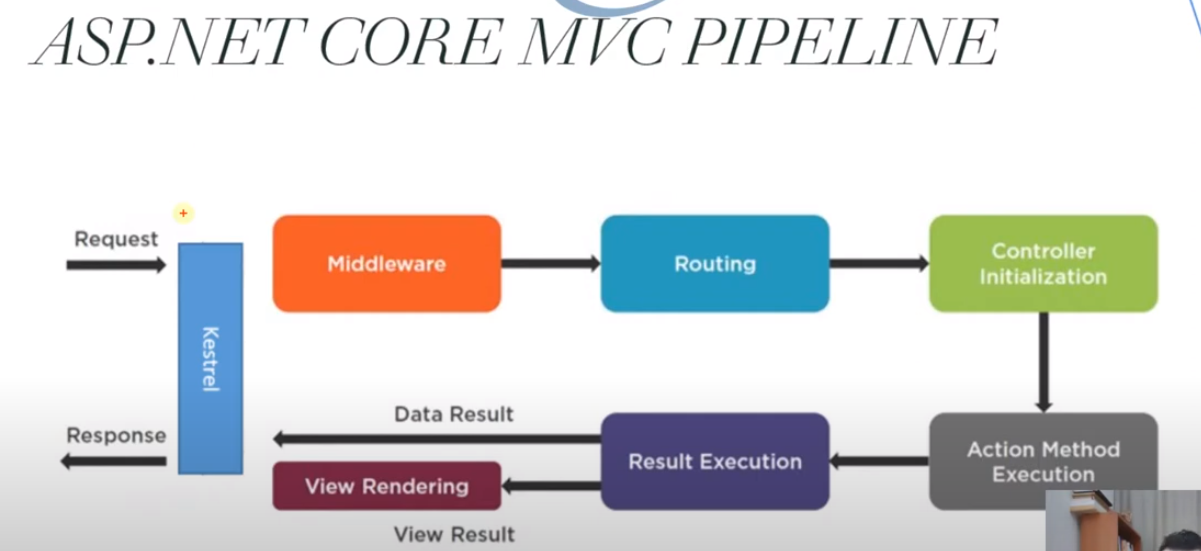 ASP.NET CORE MVC PIPELINE
Request
Kestrel
Middleware
Routing
Controller
Initialization
Response
Data Result
View Rendering
View Result
Result Execution
Action Method
Execution